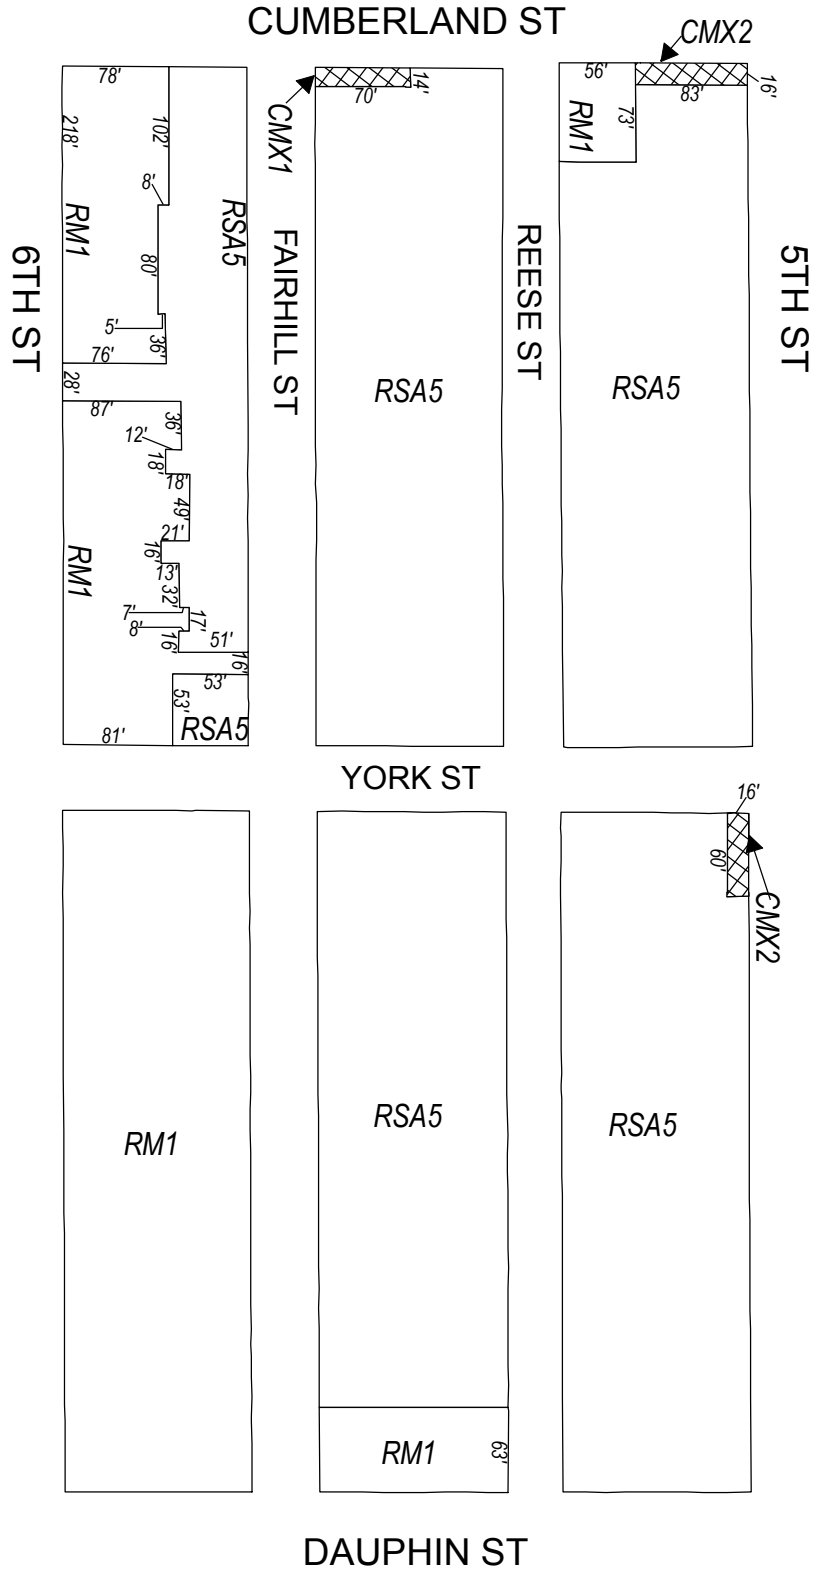 CUMBERLAND ST
CMX2
78'
70'
14'
56'
83'
16'
218'
102'
CMX1
RM1
73'
8'
RM1
RSA5
80'
6TH ST
FAIRHILL ST
REESE ST
5TH ST
5'
36'
76'
28'
RSA5
RSA5
87'
36'
12'
18'
18'
49'
21'
16'
RM1
13'
32'
7'
17'
8'
16'
51'
16'
53'
53'
81'
RSA5
YORK ST
16'
60'
CMX2
RM1
RSA5
RSA5
RM1
63'
DAUPHIN ST